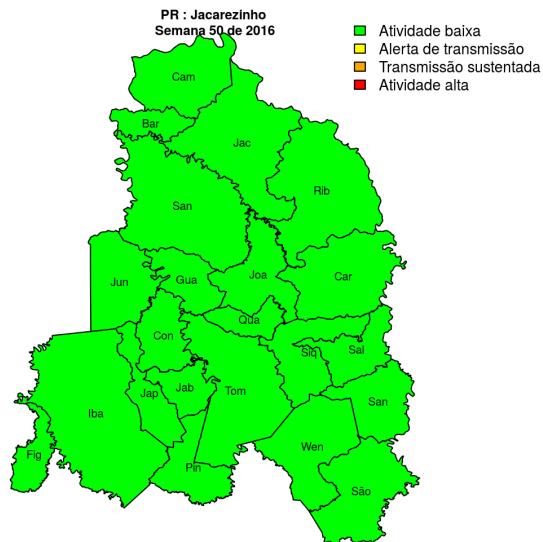 PR : Jacarezinho
Semana 50 de 2016
Atividade baixa
Alerta de transmissão
Transmissão sustentada
Atividade alta
Cam
Bar
Jac
Rib
San
Jun
Gua
Joa
Car
Qua
Con
Siq
Sal
Jap
Jab
Tom
San
Iba
Wen
Fig
Pin
São